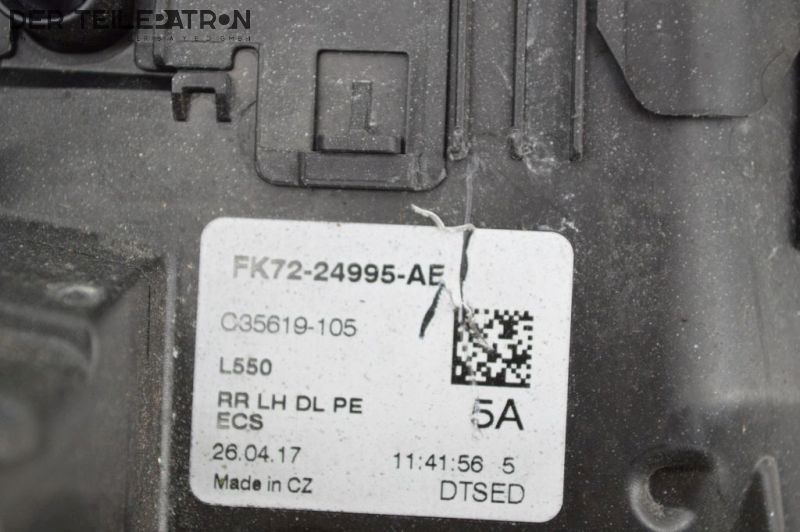 DER TEILEPATRON
1
FK72-24995-AE
C35619-105
L550
RR LH DL PE
5A
ECS
26.04.17 11:41:56 5
Made in CZ DTSED